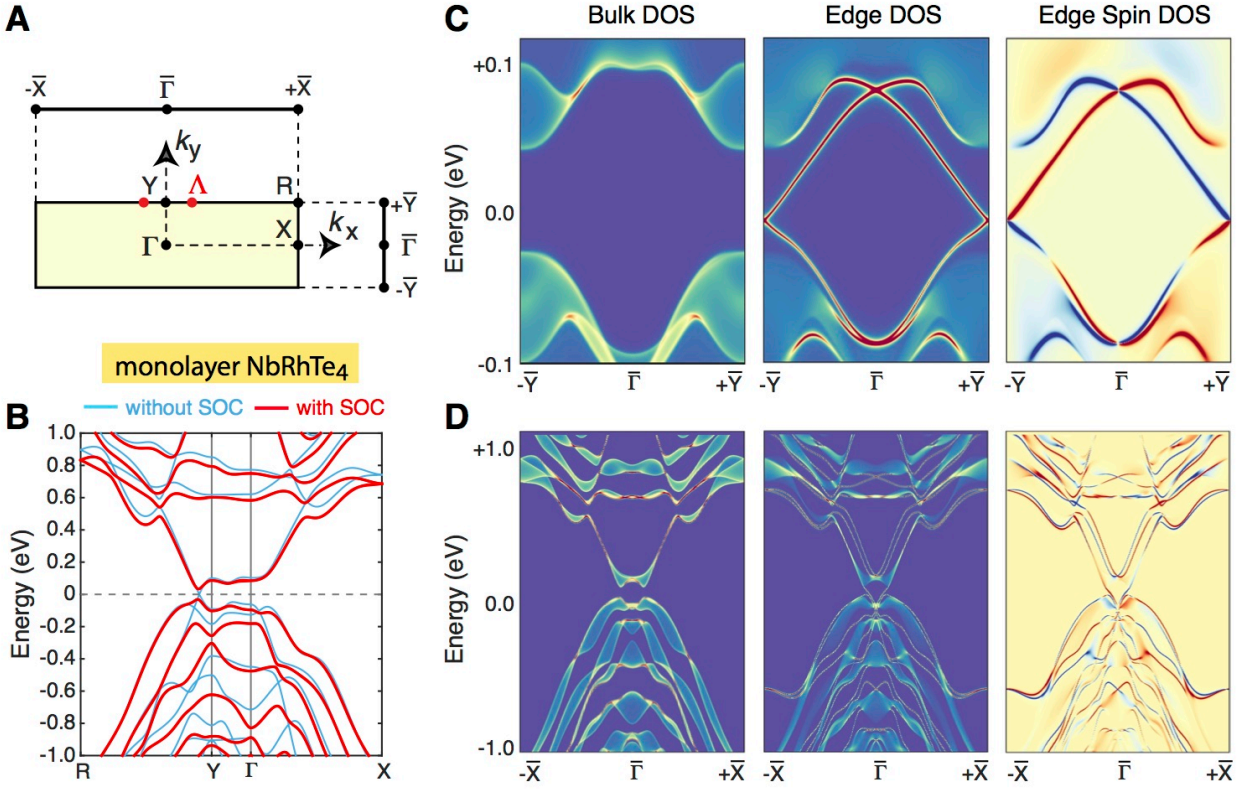 A
-X̄ Γ̄ +X̄
k_y
Y Λ R
Γ X k_x
+Ȳ
Γ̄
-Ȳ
monolayer NbRhTe₄
B
without SOC with SOC
Energy (eV)
1.0
0.8
0.6
0.4
0.2
0
-0.2
-0.4
-0.6
-0.8
-1.0
R Y Γ X
C
Bulk DOS Edge DOS Edge Spin DOS
Energy (eV)
+0.1
0.0
-0.1
-Ȳ Γ̄ +Ȳ -Ȳ Γ̄ +Ȳ -Ȳ Γ̄ +Ȳ
D
Energy (eV)
+1.0
0.0
-1.0
-X̄ Γ̄ +X̄ -X̄ Γ̄ +X̄ -X̄ Γ̄ +X̄